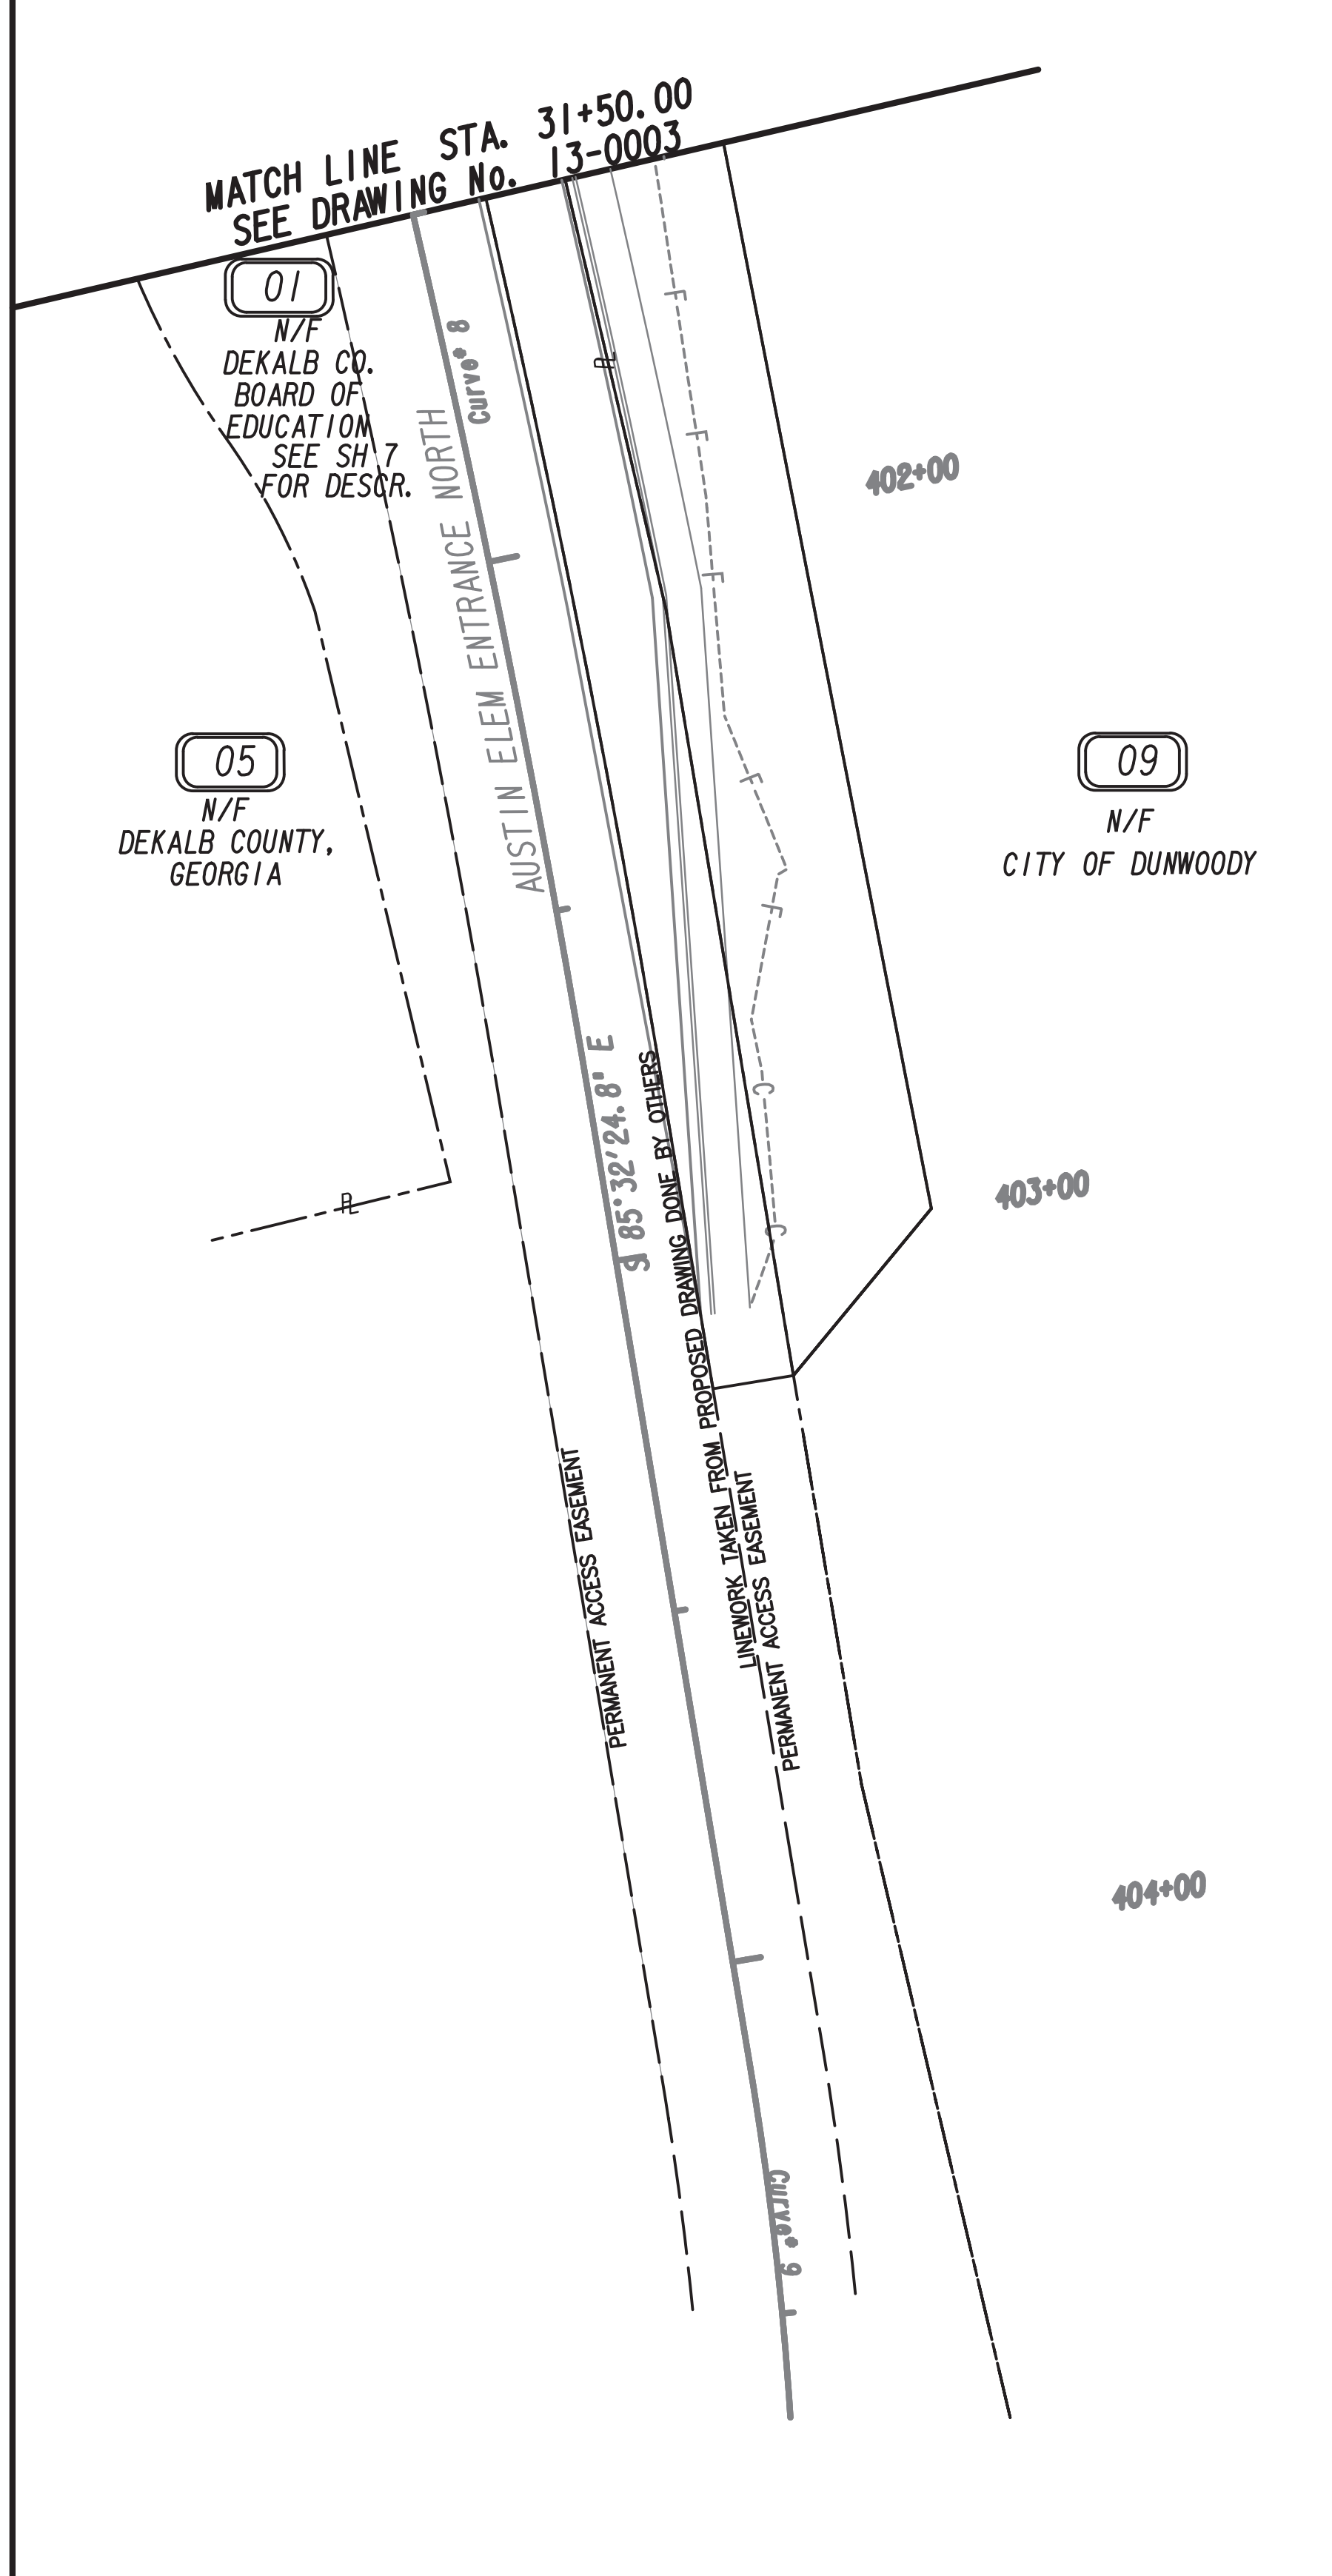 MATCH LINE STA. 31+50.00
SEE DRAWING No. 13-0003
01
N/F
DEKALB CO.
BOARD OF
EDUCATION
SEE SH 7
FOR DESCR.
Curve# 8
AUSTIN ELEM ENTRANCE NORTH
PL
F
F
F
402+00
05
N/F
DEKALB COUNTY,
GEORGIA
09
N/F
CITY OF DUNWOODY
F
F
C
C
S 85°32'24.8" E
PL
403+00
LINEWORK TAKEN FROM PROPOSED DRAWING DONE BY OTHERS
PERMANENT ACCESS EASEMENT
PERMANENT ACCESS EASEMENT
404+00
Curve# 9